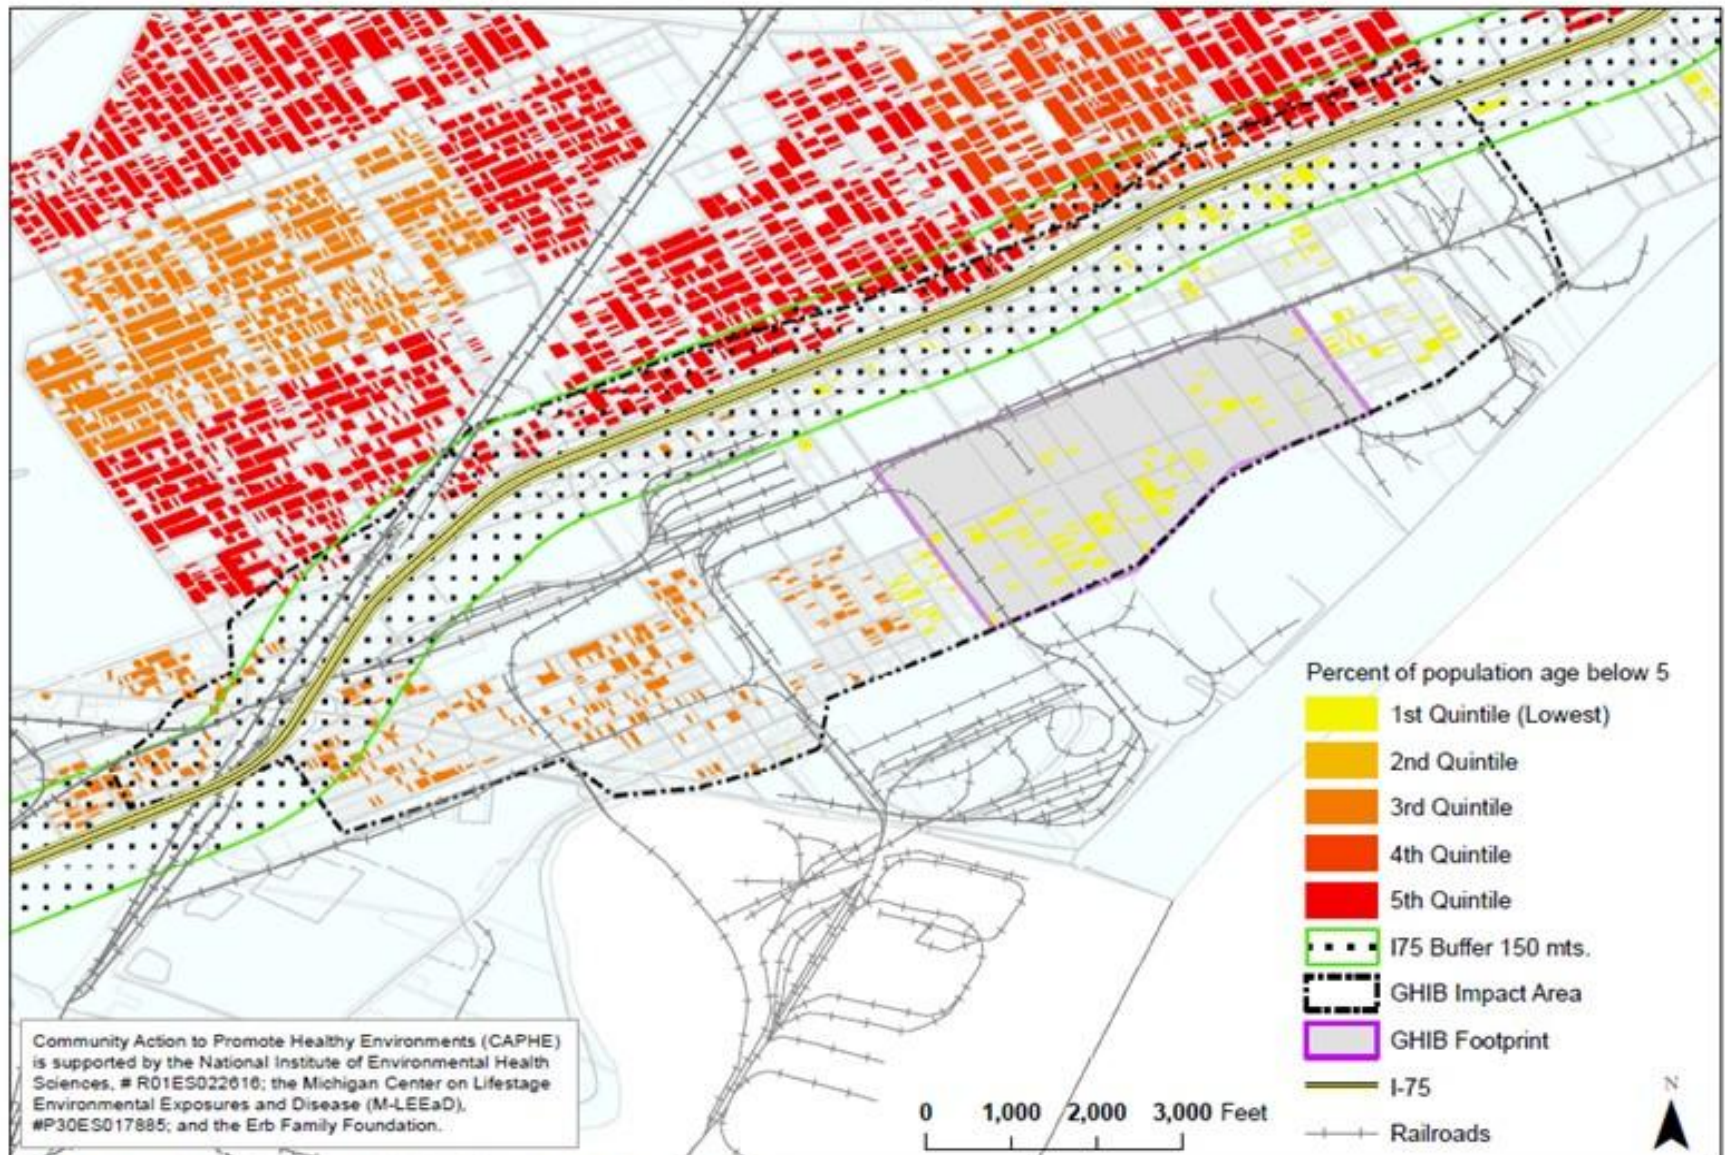 Percent of population age below 5
1st Quintile (Lowest)
2nd Quintile
3rd Quintile
4th Quintile
5th Quintile
I75 Buffer 150 mts.
GHIB Impact Area
GHIB Footprint
I-75
Railroads
N
0 1,000 2,000 3,000 Feet
Community Action to Promote Healthy Environments (CAPHE)
is supported by the National Institute of Environmental Health
Sciences, # R01ES022616; the Michigan Center on Lifestage
Environmental Exposures and Disease (M-LEEaD),
#P30ES017885; and the Erb Family Foundation.